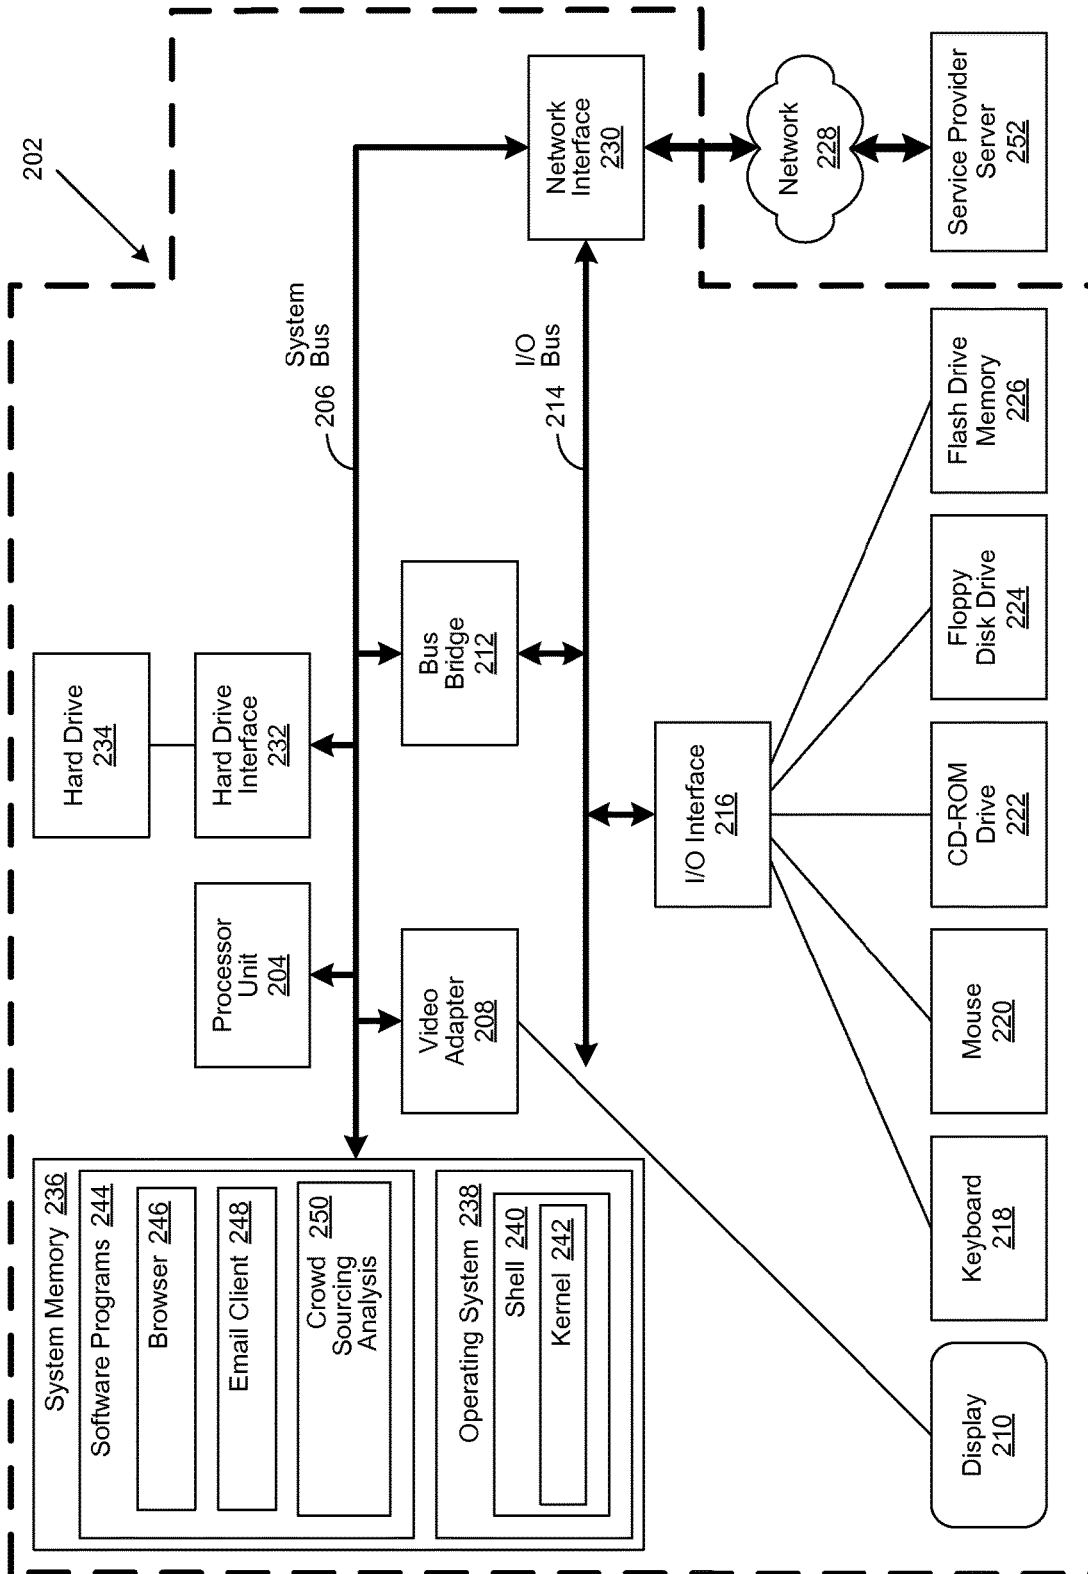 202
Hard Drive
234
Processor
Unit
204
Hard Drive
Interface
232
System Memory 236
Software Programs 244
Browser 246
Email Client 248
Crowd 250
Sourcing
Analysis
Operating System 238
Shell 240
Kernel 242
206
System
Bus
Video
Adapter
208
Bus
Bridge
212
Network
Interface
230
214
I/O
Bus
I/O Interface
216
Network
228
Display
210
Keyboard
218
Mouse
220
CD-ROM
Drive
222
Floppy
Disk Drive
224
Flash Drive
Memory
226
Service Provider
Server
252